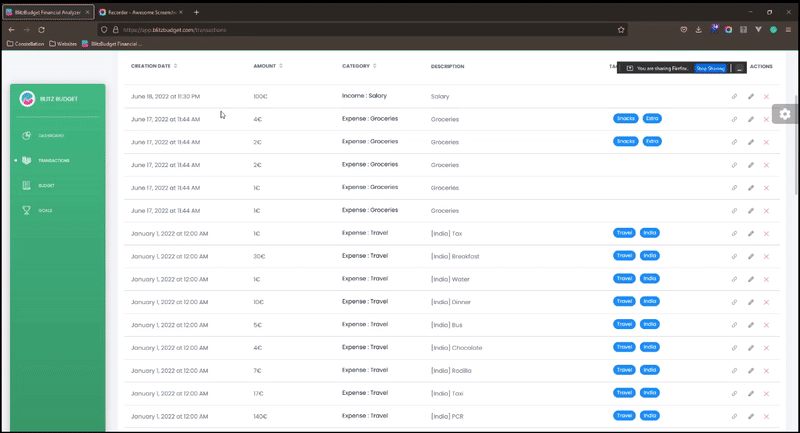 BlitzBudget Financial Analyzer
Recorder - Awesome Screenshot
https://app.blitzbudget.com/transactions
Constellation Websites BlitzBudget Financial ...
You are sharing Firefox. Stop Sharing
BLITZ BUDGET
DASHBOARD
TRANSACTIONS
BUDGET
GOALS
CREATION DATE AMOUNT CATEGORY DESCRIPTION ACTIONS
June 18, 2022 at 11:30 PM 100€ Income : Salary Salary
June 17, 2022 at 11:44 AM 4€ Expense : Groceries Groceries Snacks Extra
June 17, 2022 at 11:44 AM 2€ Expense : Groceries Groceries Snacks Extra
June 17, 2022 at 11:44 AM 2€ Expense : Groceries Groceries
June 17, 2022 at 11:44 AM 1€ Expense : Groceries Groceries
June 17, 2022 at 11:44 AM 1€ Expense : Groceries Groceries
January 1, 2022 at 12:00 AM 1€ Expense : Travel [India] Tax Travel India
January 1, 2022 at 12:00 AM 30€ Expense : Travel [India] Breakfast Travel India
January 1, 2022 at 12:00 AM 1€ Expense : Travel [India] Water Travel India
January 1, 2022 at 12:00 AM 10€ Expense : Travel [India] Dinner Travel India
January 1, 2022 at 12:00 AM 5€ Expense : Travel [India] Bus Travel India
January 1, 2022 at 12:00 AM 4€ Expense : Travel [India] Chocolate Travel India
January 1, 2022 at 12:00 AM 7€ Expense : Travel [India] Radilla Travel India
January 1, 2022 at 12:00 AM 17€ Expense : Travel [India] Taxi Travel India
January 1, 2022 at 12:00 AM 140€ Expense : Travel [India] PCR Travel India